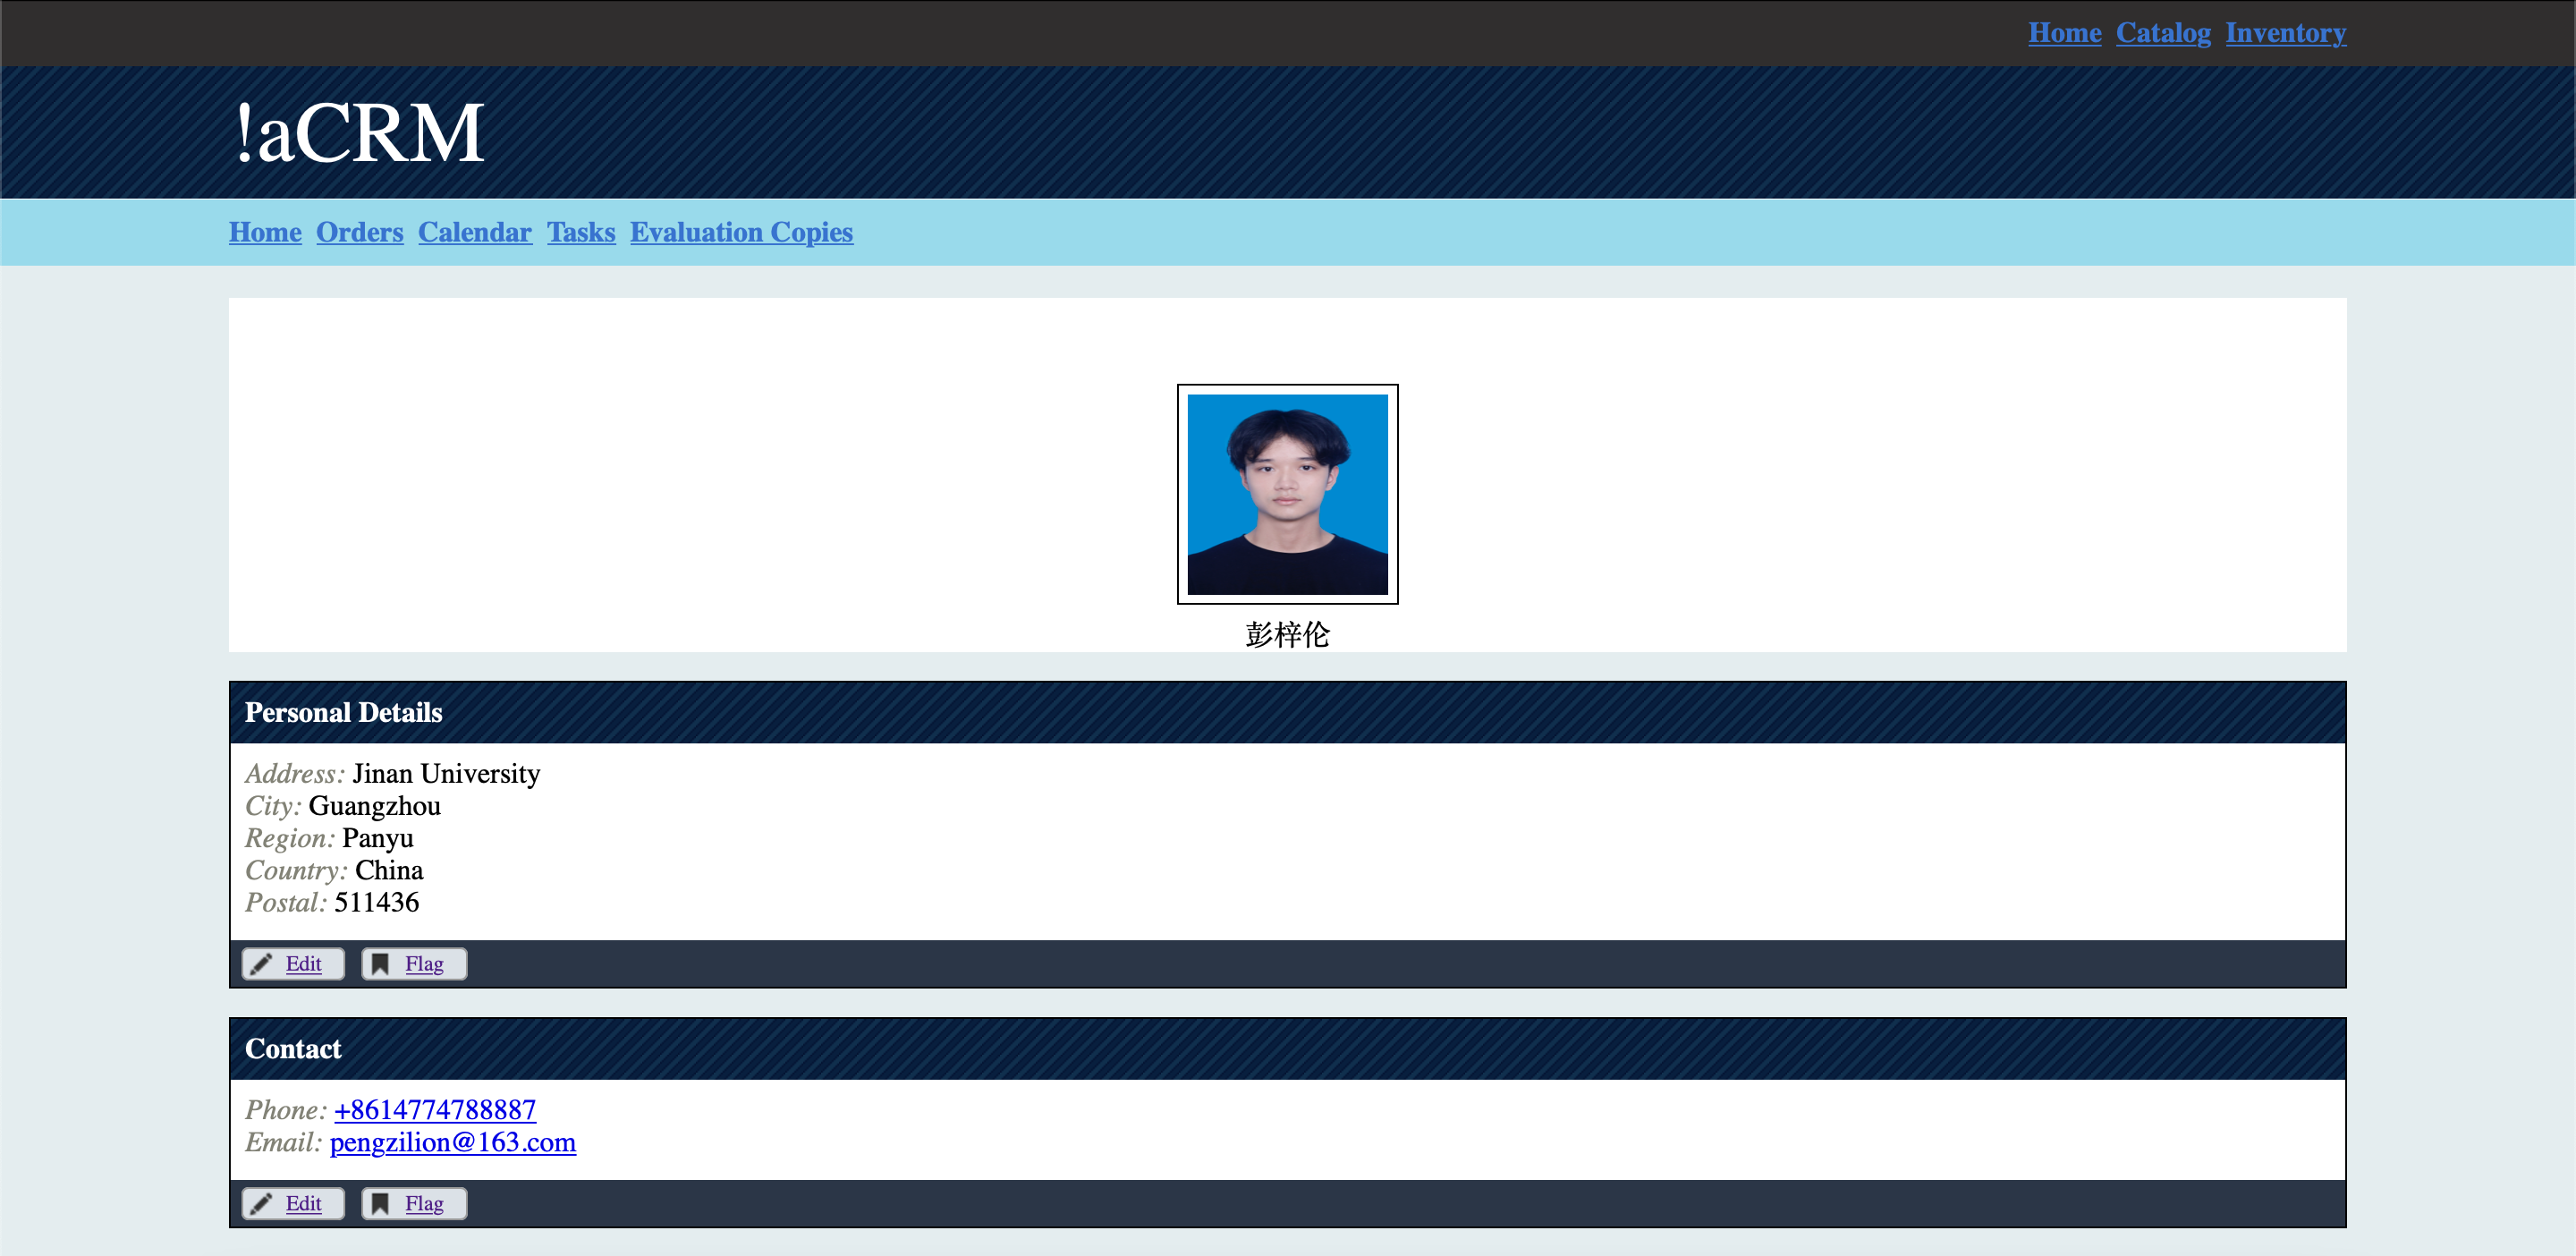 Home Catalog Inventory
!aCRM
Home Orders Calendar Tasks Evaluation Copies
彭梓伦
Personal Details
Address: Jinan University
City: Guangzhou
Region: Panyu
Country: China
Postal: 511436
Edit Flag
Contact
Phone: +8614774788887
Email: pengzilion@163.com
Edit Flag